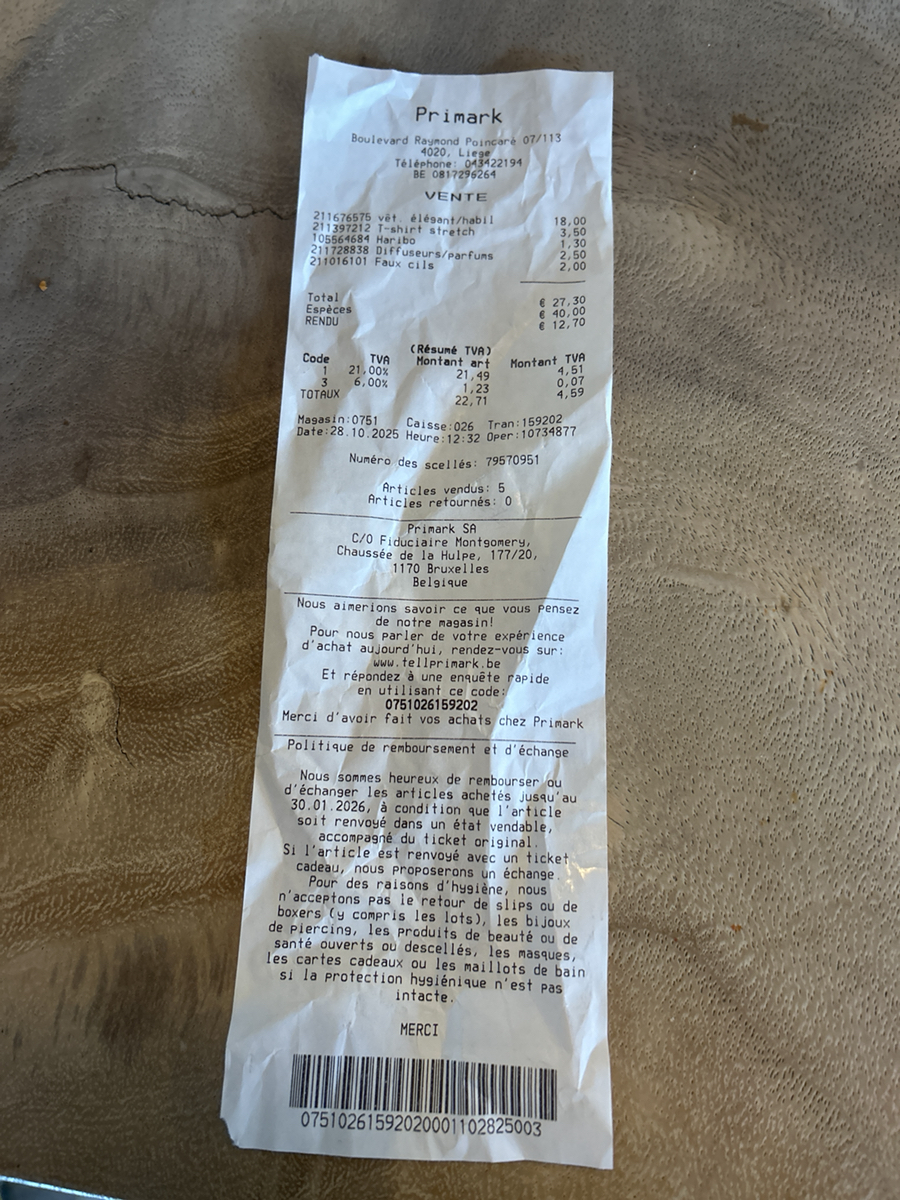 Primark
Boulevard Raymond Poincaré 07/113
4020, Liege
Téléphone: 043422194
BE 0817296264
VENTE
211676575 vêt. élégant/habil 18,00
211397212 T-shirt stretch 3,50
105564684 Haribo 1,30
211728838 Diffuseurs/parfums 2,50
211016101 Faux cils 2,00
Total € 27,30
Espèces € 40,00
RENDU € 12,70
(Résumé TVA)
Code TVA Montant art Montant TVA
1 21,00% 21,49 4,51
3 6,00% 1,23 0,07
TOTAUX 22,71 4,59
Magasin:0751 Caisse:026 Tran:159202
Date:28.10.2025 Heure:12:32 Oper:10734877
Numéro des scellés: 79570951
Articles vendus: 5
Articles retournés: 0
Primark SA
C/O Fiduciaire Montgomery,
Chaussée de la Hulpe, 177/20,
1170 Bruxelles
Belgique
Nous aimerions savoir ce que vous pensez
de notre magasin!
Pour nous parler de votre expérience
d'achat aujourd'hui, rendez-vous sur:
www.tellprimark.be
Et répondez à une enquête rapide
en utilisant ce code:
0751026159202
Merci d'avoir fait vos achats chez Primark
Politique de remboursement et d'échange
Nous sommes heureux de rembourser ou
d'échanger les articles achetés jusqu'au
30.01.2026, à condition que l'article
soit renvoyé dans un état vendable,
accompagné du ticket original.
Si l'article est renvoyé avec un ticket
cadeau, nous proposerons un échange.
Pour des raisons d'hygiène, nous
n'acceptons pas le retour de slips ou de
boxers (y compris les lots), les bijoux
de piercing, les produits de beauté ou de
santé ouverts ou descellés, les masques,
les cartes cadeaux ou les maillots de bain
si la protection hygiénique n'est pas
intacte.
MERCI
07510261592020001102825003